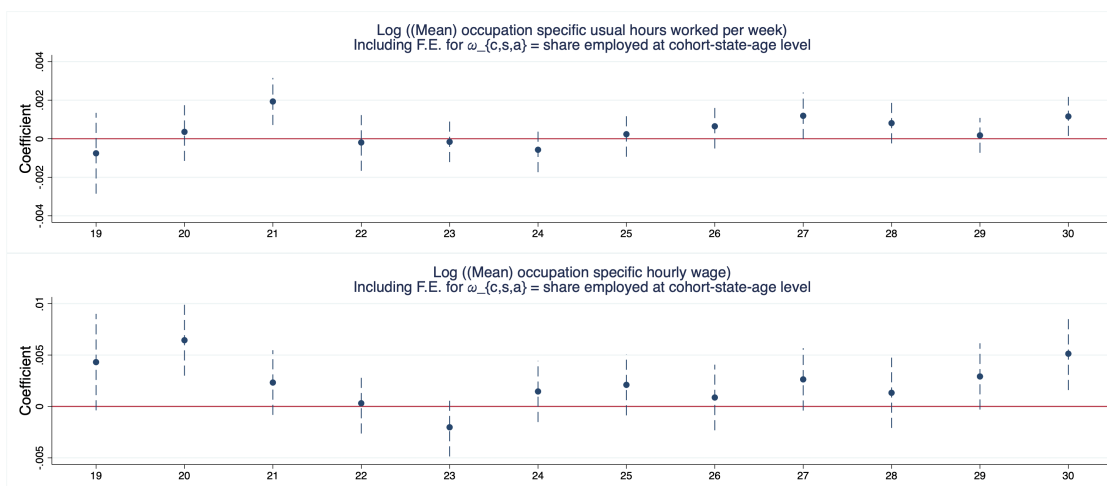 Log ((Mean) occupation specific usual hours worked per week)
Including F.E. for ω_{c,s,a} = share employed at cohort-state-age level
Coefficient
.004
.002
0
-.002
-.004
19 20 21 22 23 24 25 26 27 28 29 30
Log ((Mean) occupation specific hourly wage)
Including F.E. for ω_{c,s,a} = share employed at cohort-state-age level
Coefficient
.01
.005
0
-.005
19 20 21 22 23 24 25 26 27 28 29 30